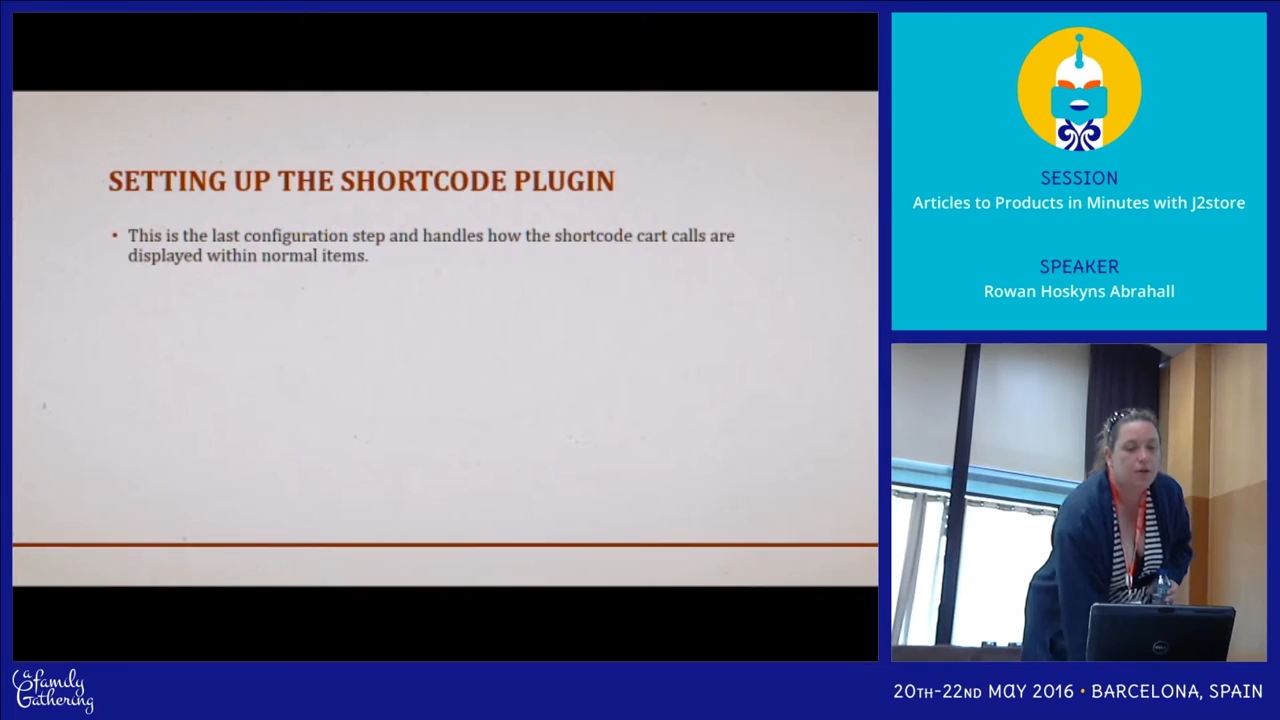 SETTING UP THE SHORTCODE PLUGIN
• This is the last configuration step and handles how the shortcode cart calls are
displayed within normal items.
SESSION
Articles to Products in Minutes with J2store
SPEAKER
Rowan Hoskyns Abrahall
DELL
a family
Gathering
20TH-22ND MAY 2016 • BARCELONA, SPAIN